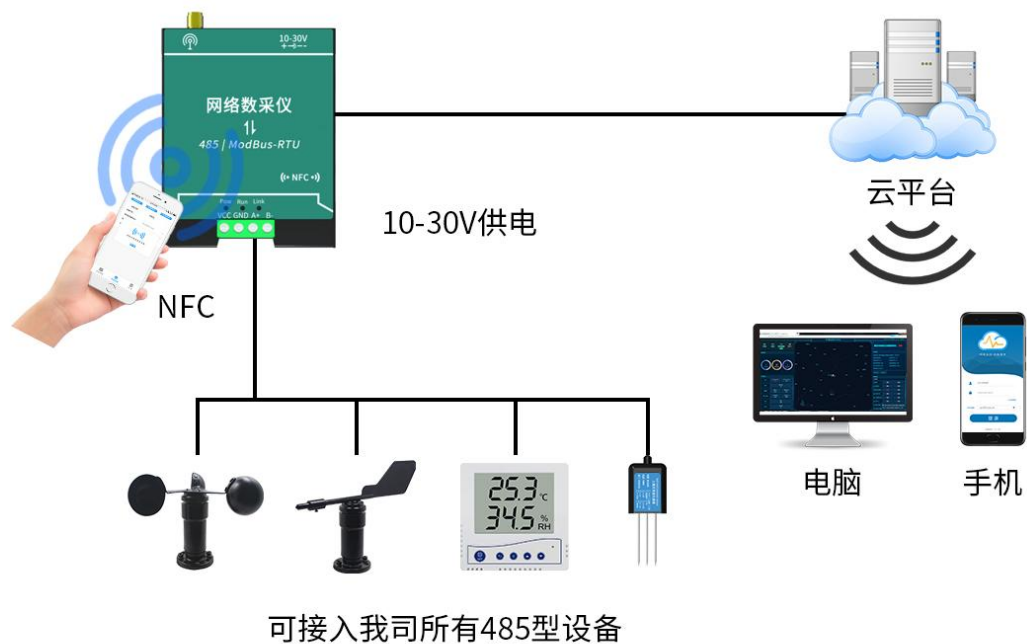 10-30V
网络数采仪
485 | ModBus-RTU
NFC
Pow Run Link
VCC GND A+ B-
云平台
10-30V供电
NFC
25.3 ℃
34.5 %RH
登录
电脑
手机
可接入我司所有485型设备